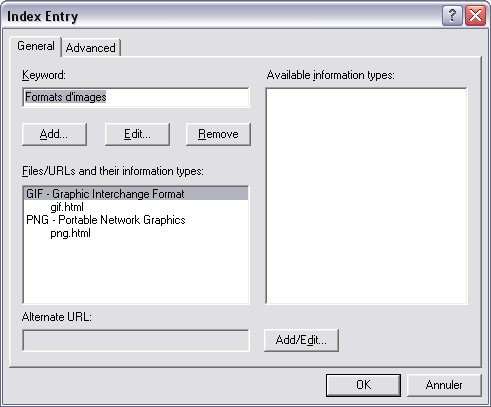 Index Entry
General
Advanced
Keyword:
Available information types:
Formats d'images
Add...
Edit...
Remove
Files/URLs and their information types:
GIF - Graphic Interchange Format
gif.html
PNG - Portable Network Graphics
png.html
Alternate URL:
Add/Edit...
OK
Annuler